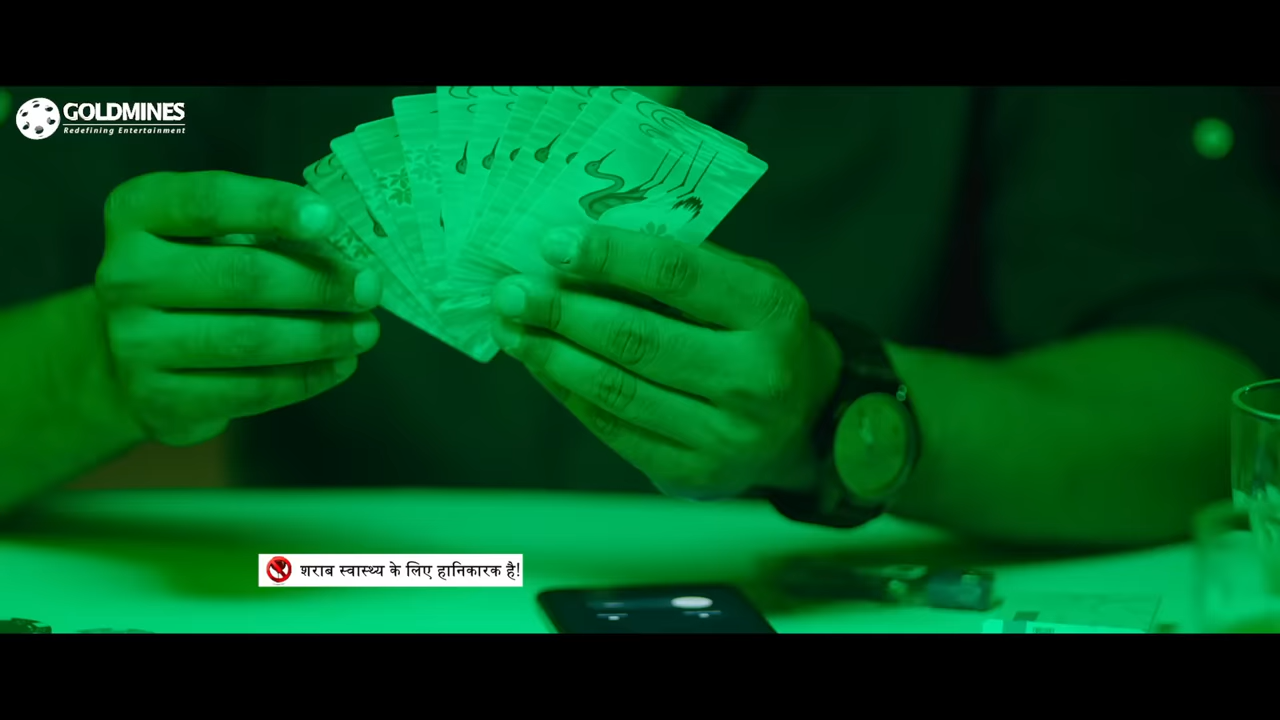 GOLDMINES
Redefining Entertainment
शराब स्वास्थ्य के लिए हानिकारक है!